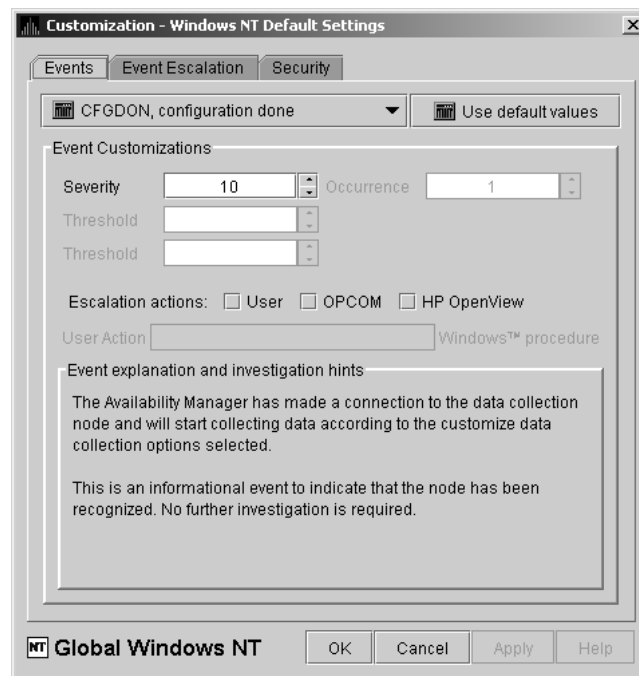 Customization - Windows NT Default Settings
Events Event Escalation Security
CFGDON, configuration done Use default values
Event Customizations
Severity 10 Occurrence 1
Threshold
Threshold
Escalation actions: User OPCOM HP OpenView
User Action Windows™ procedure
Event explanation and investigation hints
The Availability Manager has made a connection to the data collection
node and will start collecting data according to the customize data
collection options selected.
This is an informational event to indicate that the node has been
recognized. No further investigation is required.
NT Global Windows NT OK Cancel Apply Help